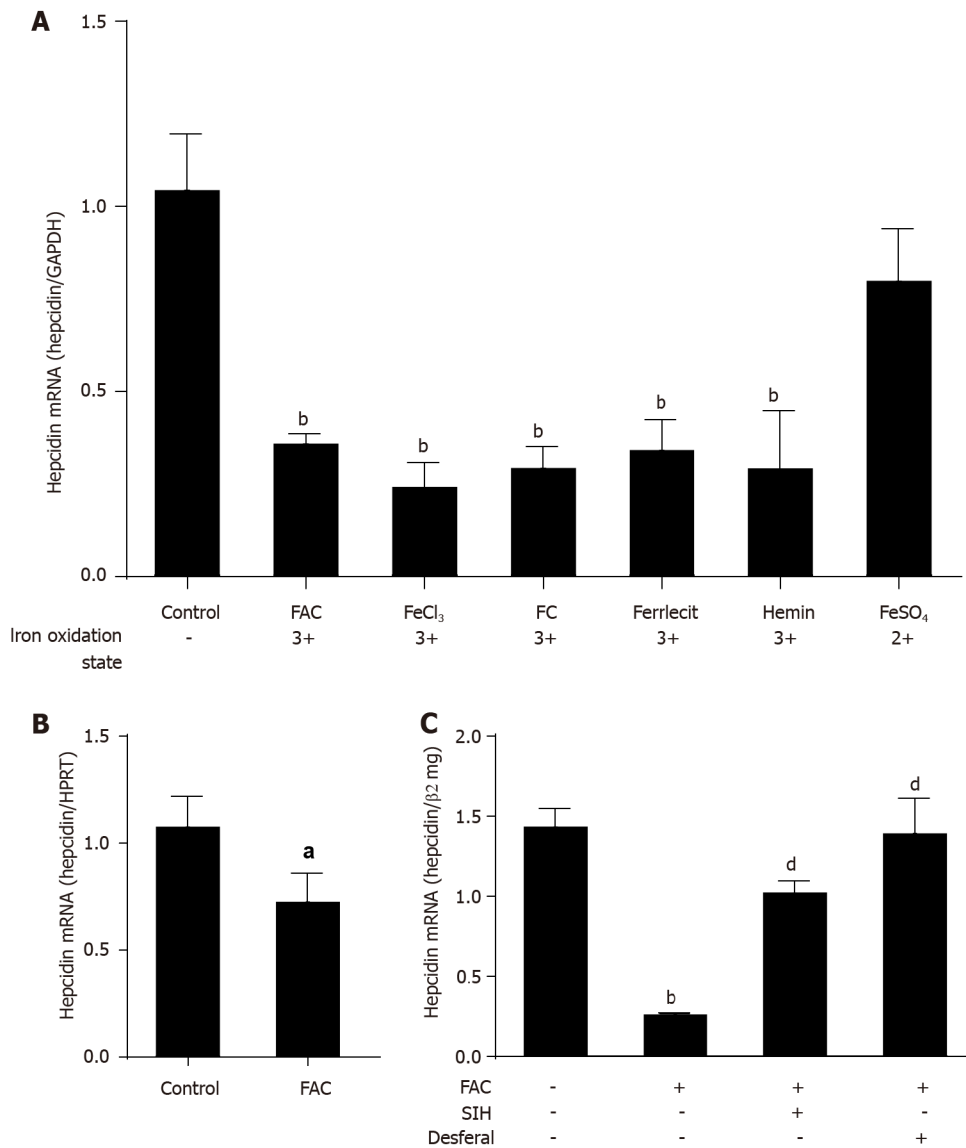 A
1.5
1.0
0.5
0.0
Hepcidin mRNA (hepcidin/GAPDH)
b
b
b
b
b
Control FAC FeCl₃ FC Ferrlecit Hemin FeSO₄
Iron oxidation state - 3+ 3+ 3+ 3+ 3+ 2+
B
1.5
1.0
0.5
0.0
Hepcidin mRNA (hepcidin/HPRT)
a
Control FAC
C
2.0
1.5
1.0
0.5
0.0
Hepcidin mRNA (hepcidin/β2 mg)
b
d
d
FAC - + + +
SIH - - + -
Desferal - - - +